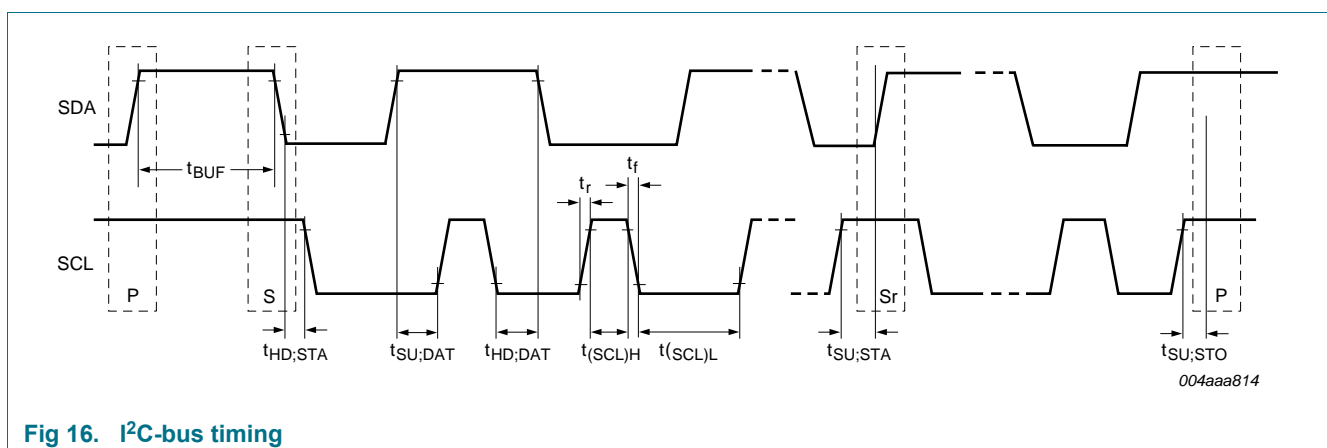 SDA
tBUF
tr
tf
SCL
P
S
Sr
P
tHD;STA
tSU;DAT
tHD;DAT
t(SCL)H
t(SCL)L
tSU;STA
tSU;STO
004aaa814
Fig 16. I²C-bus timing